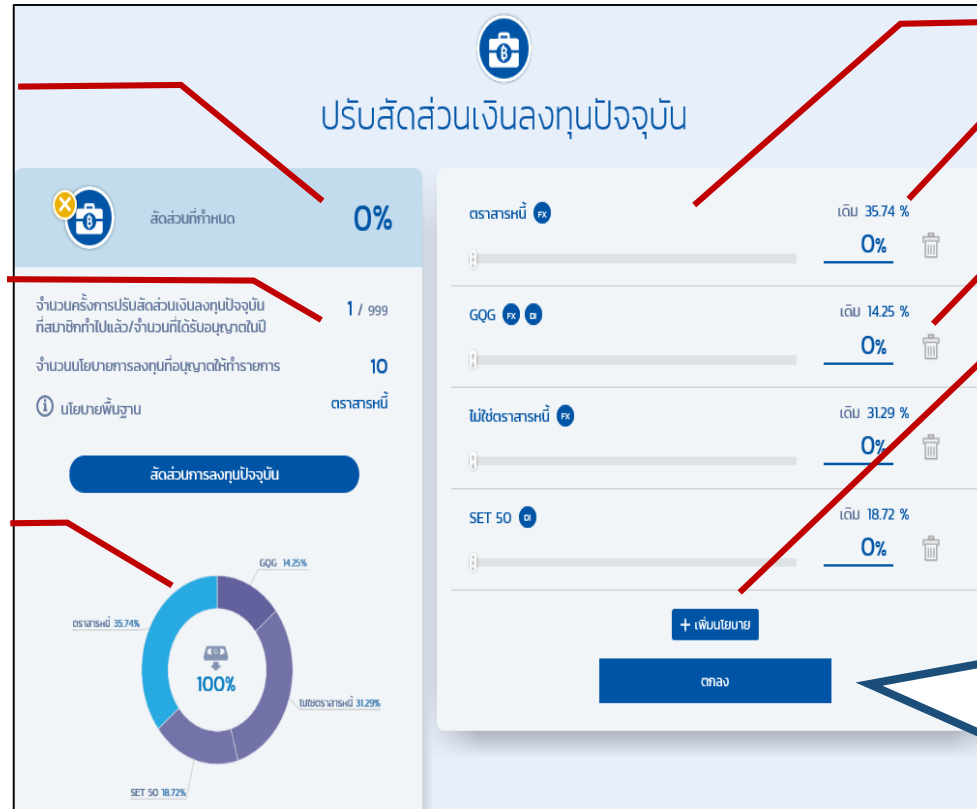 ปรับสัดส่วนเงินลงทุนปัจจุบัน
สัดส่วนที่กำหนด 0%
จำนวนครั้งการปรับสัดส่วนเงินลงทุนปัจจุบัน 1 / 999
ที่สมาชิกทำไปแล้ว/จำนวนที่ได้รับอนุญาตในปี
จำนวนนโยบายการลงทุนที่อนุญาตให้ทำรายการ 10
i นโยบายพื้นฐาน ตราสารหนี้
สัดส่วนการลงทุนปัจจุบัน
GQG 14.25%
ตราสารหนี้ 35.74%
100%
ไม่ใช่ตราสารหนี้ 31.29%
SET 50 18.72%
ตราสารหนี้ FX เดิม 35.74 %
0%
GQG FX DI เดิม 14.25 %
0%
ไม่ใช่ตราสารหนี้ FX เดิม 31.29 %
0%
SET 50 DI เดิม 18.72 %
0%
+ เพิ่มนโยบาย
ตกลง